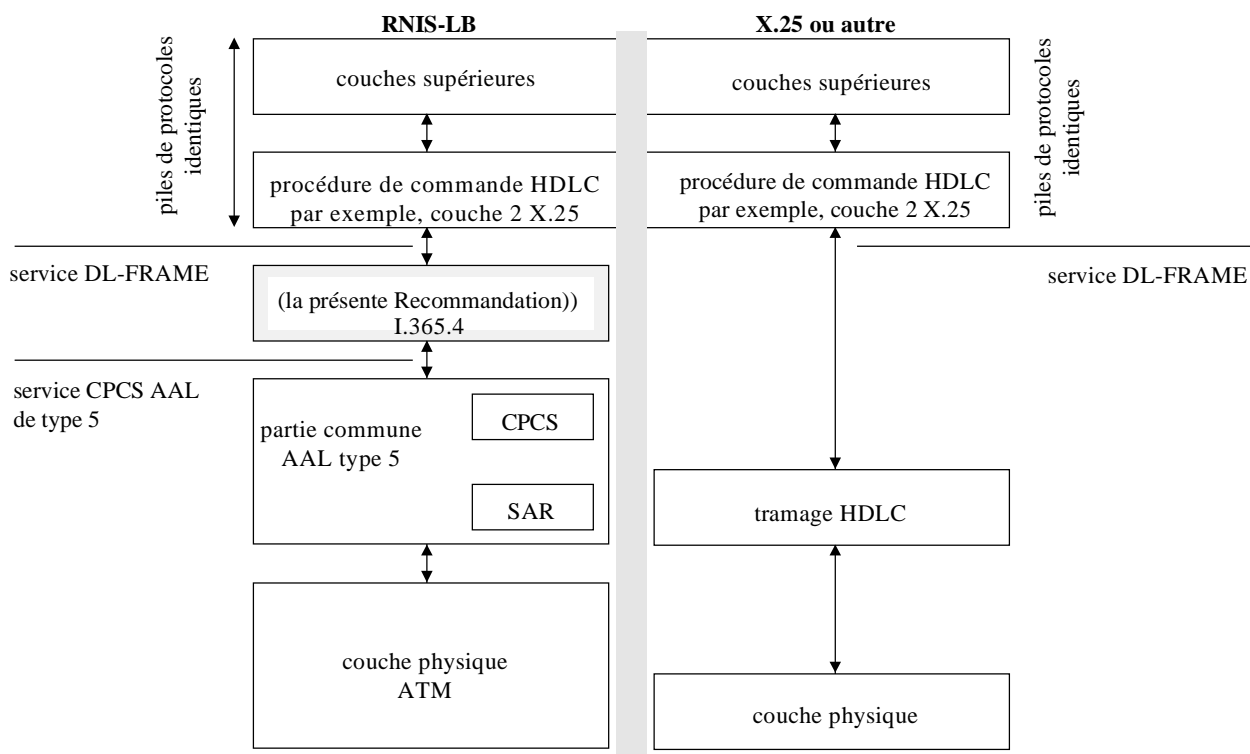 RNIS-LB
X.25 ou autre
piles de protocoles
identiques
couches supérieures
couches supérieures
piles de protocoles
identiques
procédure de commande HDLC
par exemple, couche 2 X.25
procédure de commande HDLC
par exemple, couche 2 X.25
service DL-FRAME
service DL-FRAME
(la présente Recommandation))
I.365.4
service CPCS AAL
de type 5
partie commune
AAL type 5
CPCS
SAR
tramage HDLC
couche physique
ATM
couche physique